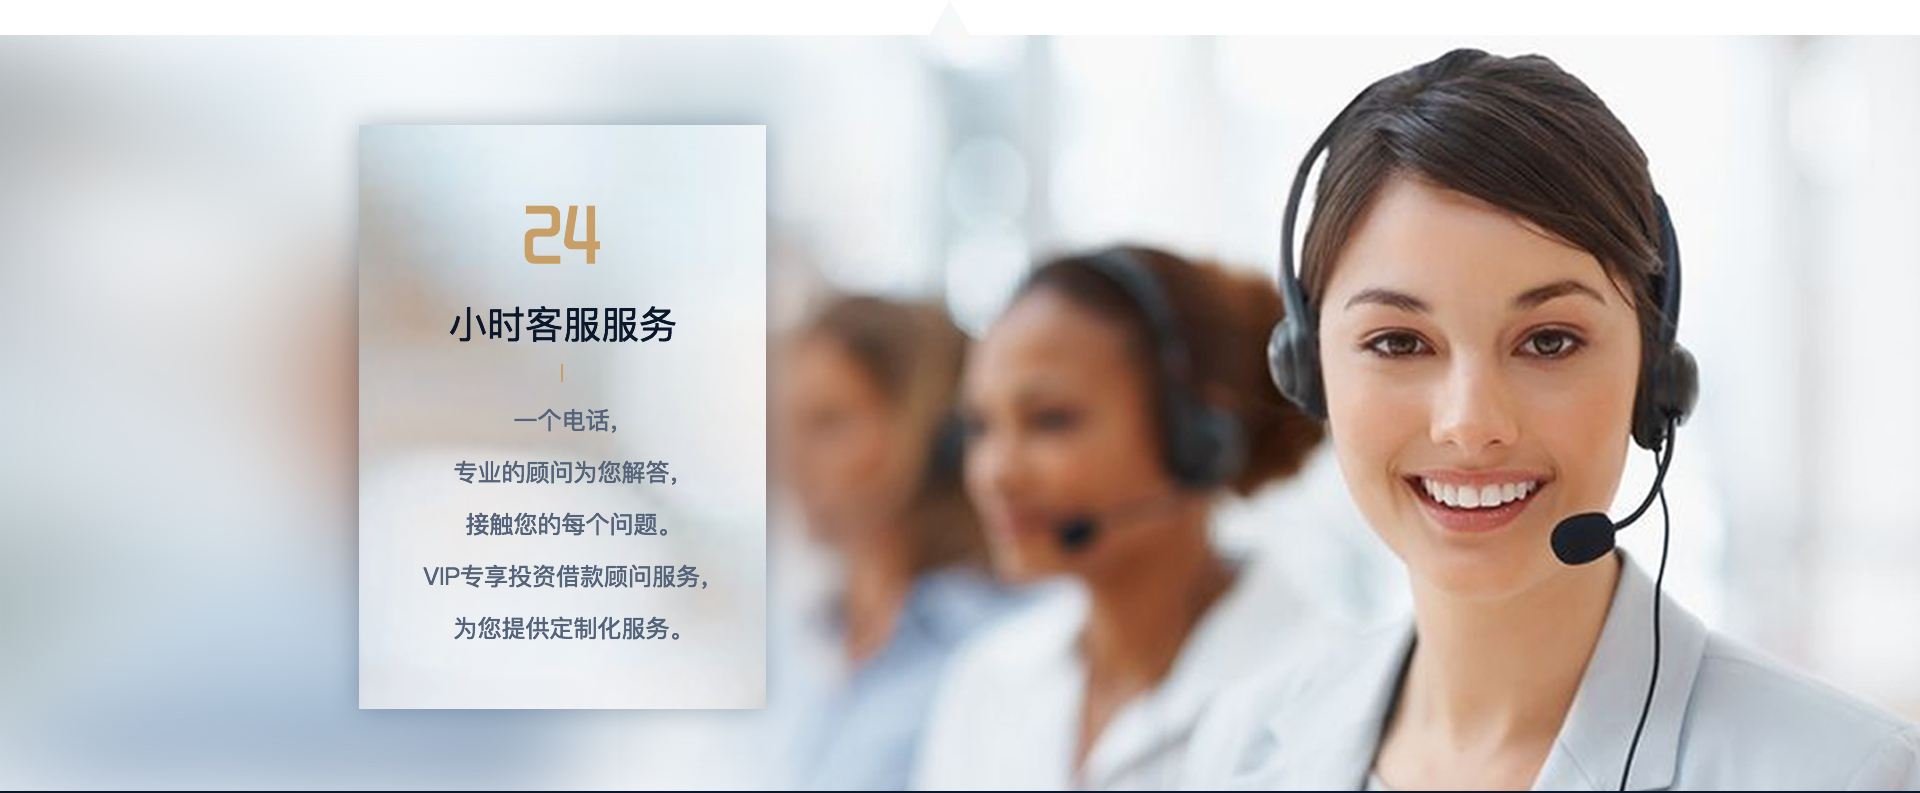 24
小时客服服务
一个电话，
专业的顾问为您解答，
接触您的每个问题。
VIP专享投资借款顾问服务，
为您提供定制化服务。